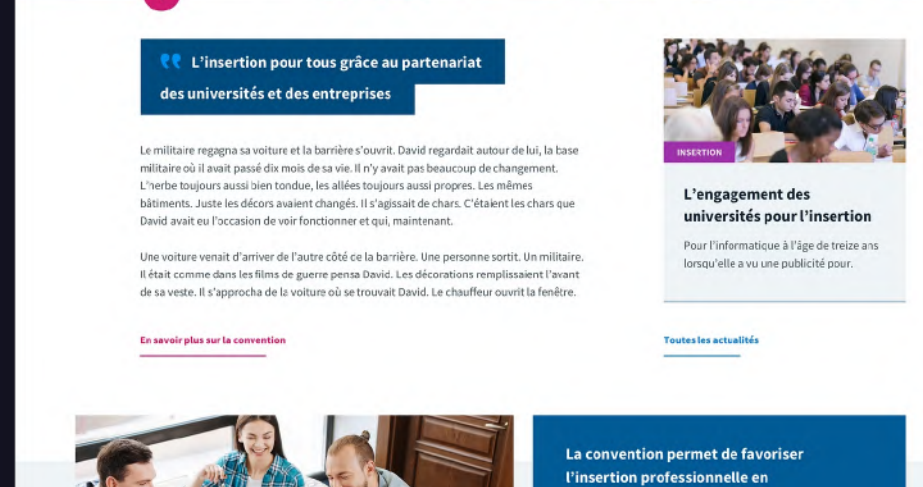 L'insertion pour tous grâce au partenariat
des universités et des entreprises
Le militaire regagna sa voiture et la barrière s'ouvrit. David regardait autour de lui, la base
militaire où il avait passé dix mois de sa vie. Il n'y avait pas beaucoup de changement.
L'herbe toujours aussi bien tondue, les allées toujours aussi propres. Les mêmes
bâtiments. Juste les décors avaient changés. Il s'agissait de chars. C'étaient les chars que
David avait eu l'occasion de voir fonctionner et qui, maintenant.
Une voiture venait d'arriver de l'autre côté de la barrière. Une personne sortit. Un militaire.
Il était comme dans les films de guerre pensa David. Les décorations remplissaient l'avant
de sa veste. Il s'approcha de la voiture où se trouvait David. Le chauffeur ouvrit la fenêtre.
En savoir plus sur la convention
INSERTION
L'engagement des
universités pour l'insertion
Pour l'informatique à l'âge de treize ans
lorsqu'elle a vu une publicité pour.
Toutes les actualités
La convention permet de favoriser
l'insertion professionnelle en